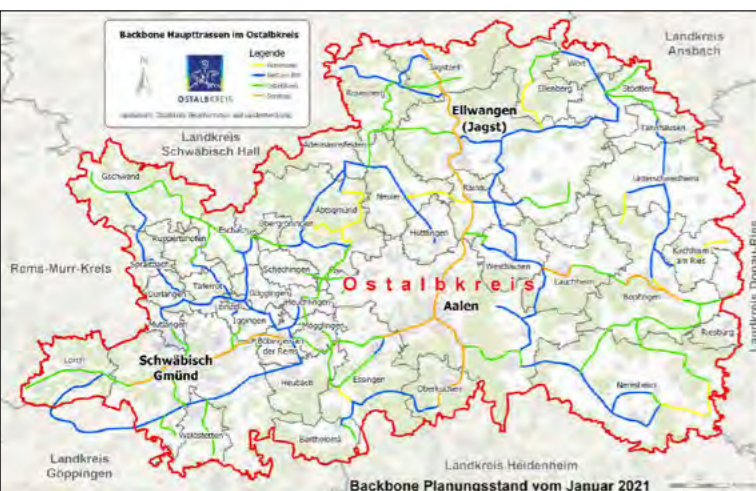 Backbone Haupttrassen im Ostalbkreis
Legende
N
OSTALBKREIS
Landkreis
Ansbach
Landkreis
Schwäbisch Hall
Jagstzell
Rosenberg
Wört
Ellenberg
Stödtlen
Ellwangen
(Jagst)
Tannhausen
Adelmannsfelden
Gschwend
Unterschneidheim
Rainau
Neuler
Abtsgmünd
Obergröningen
Eschach
Ruppertshofen
Hüttlingen
Kirchheim
am Ries
Rems-Murr-Kreis
Spraitbach
Schechingen
Westhausen
Täferrot
Göggingen
Heuchlingen
Lauchheim
Durlangen
Ostalbkreis
Bopfingen
Landkreis Donau-Ries
Iggingen
Mögglingen
Aalen
Mutlangen
Riesbürg
Böbingen an
der Rems
Lorch
Schwäbisch
Gmünd
Essingen
Oberkochen
Heubach
Neresheim
Waldstetten
Bartholomä
Landkreis
Göppingen
Landkreis Heidenheim
Backbone Planungsstand vom Januar 2021